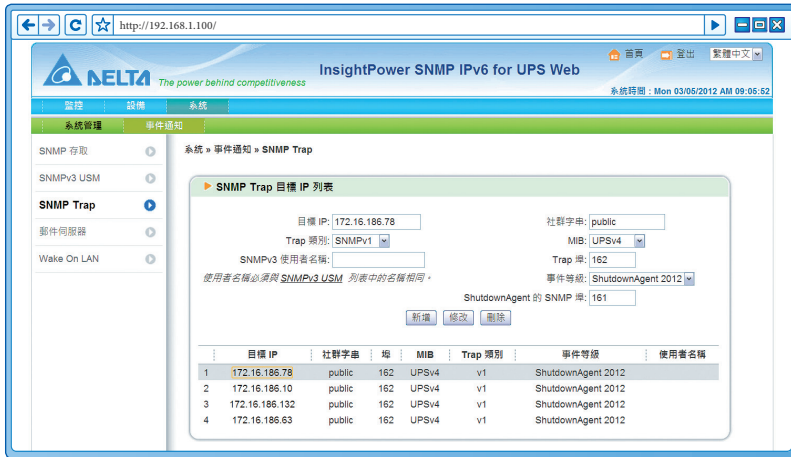 http://192.168.1.100/
首頁 登出 繁體中文
DELTA The power behind competitiveness
InsightPower SNMP IPv6 for UPS Web
系統時間 : Mon 03/05/2012 AM 09:05:52
監控 設備 系統
系統管理 事件通知
SNMP 存取
SNMPv3 USM
SNMP Trap
郵件伺服器
Wake On LAN
系統 » 事件通知 » SNMP Trap
SNMP Trap 目標 IP 列表
目標 IP: 172.16.186.78 社群字串: public
Trap 類別: SNMPv1 MIB: UPSv4
SNMPv3 使用者名稱: Trap 埠: 162
使用者名稱必須與 SNMPv3 USM 列表中的名稱相同。 事件等級: ShutdownAgent 2012
ShutdownAgent 的 SNMP 埠: 161
新增 修改 刪除
目標 IP 社群字串 埠 MIB Trap 類別 事件等級 使用者名稱
1 172.16.186.78 public 162 UPSv4 v1 ShutdownAgent 2012
2 172.16.186.10 public 162 UPSv4 v1 ShutdownAgent 2012
3 172.16.186.132 public 162 UPSv4 v1 ShutdownAgent 2012
4 172.16.186.63 public 162 UPSv4 v1 ShutdownAgent 2012